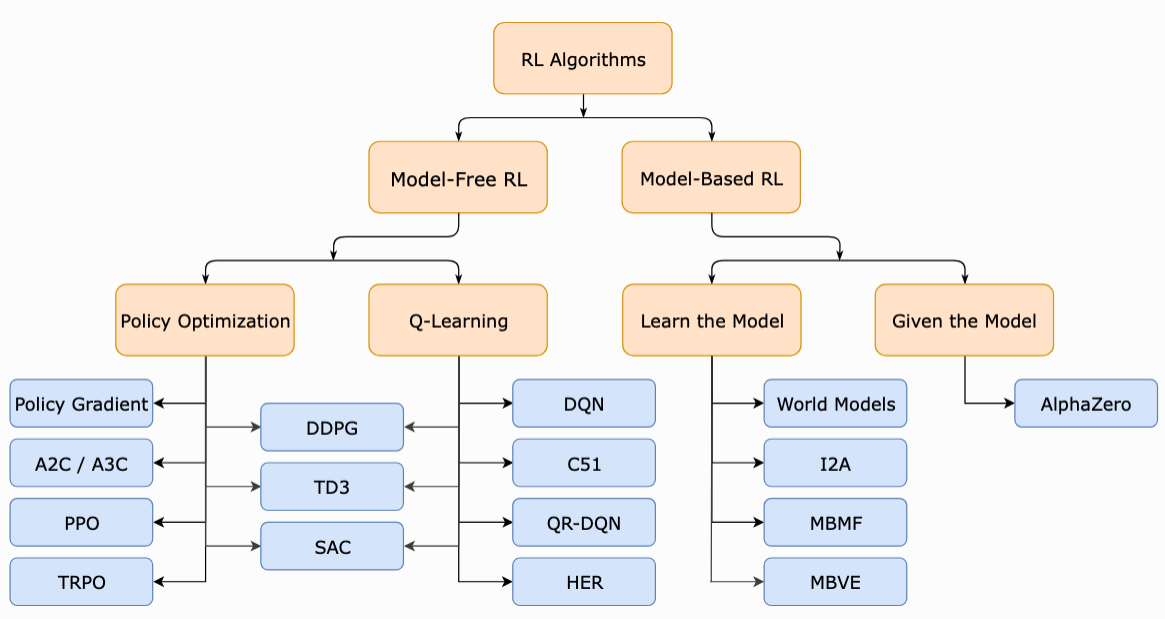 RL Algorithms
Model-Free RL
Model-Based RL
Policy Optimization
Q-Learning
Learn the Model
Given the Model
Policy Gradient
A2C / A3C
PPO
TRPO
DDPG
TD3
SAC
DQN
C51
QR-DQN
HER
World Models
I2A
MBMF
MBVE
AlphaZero